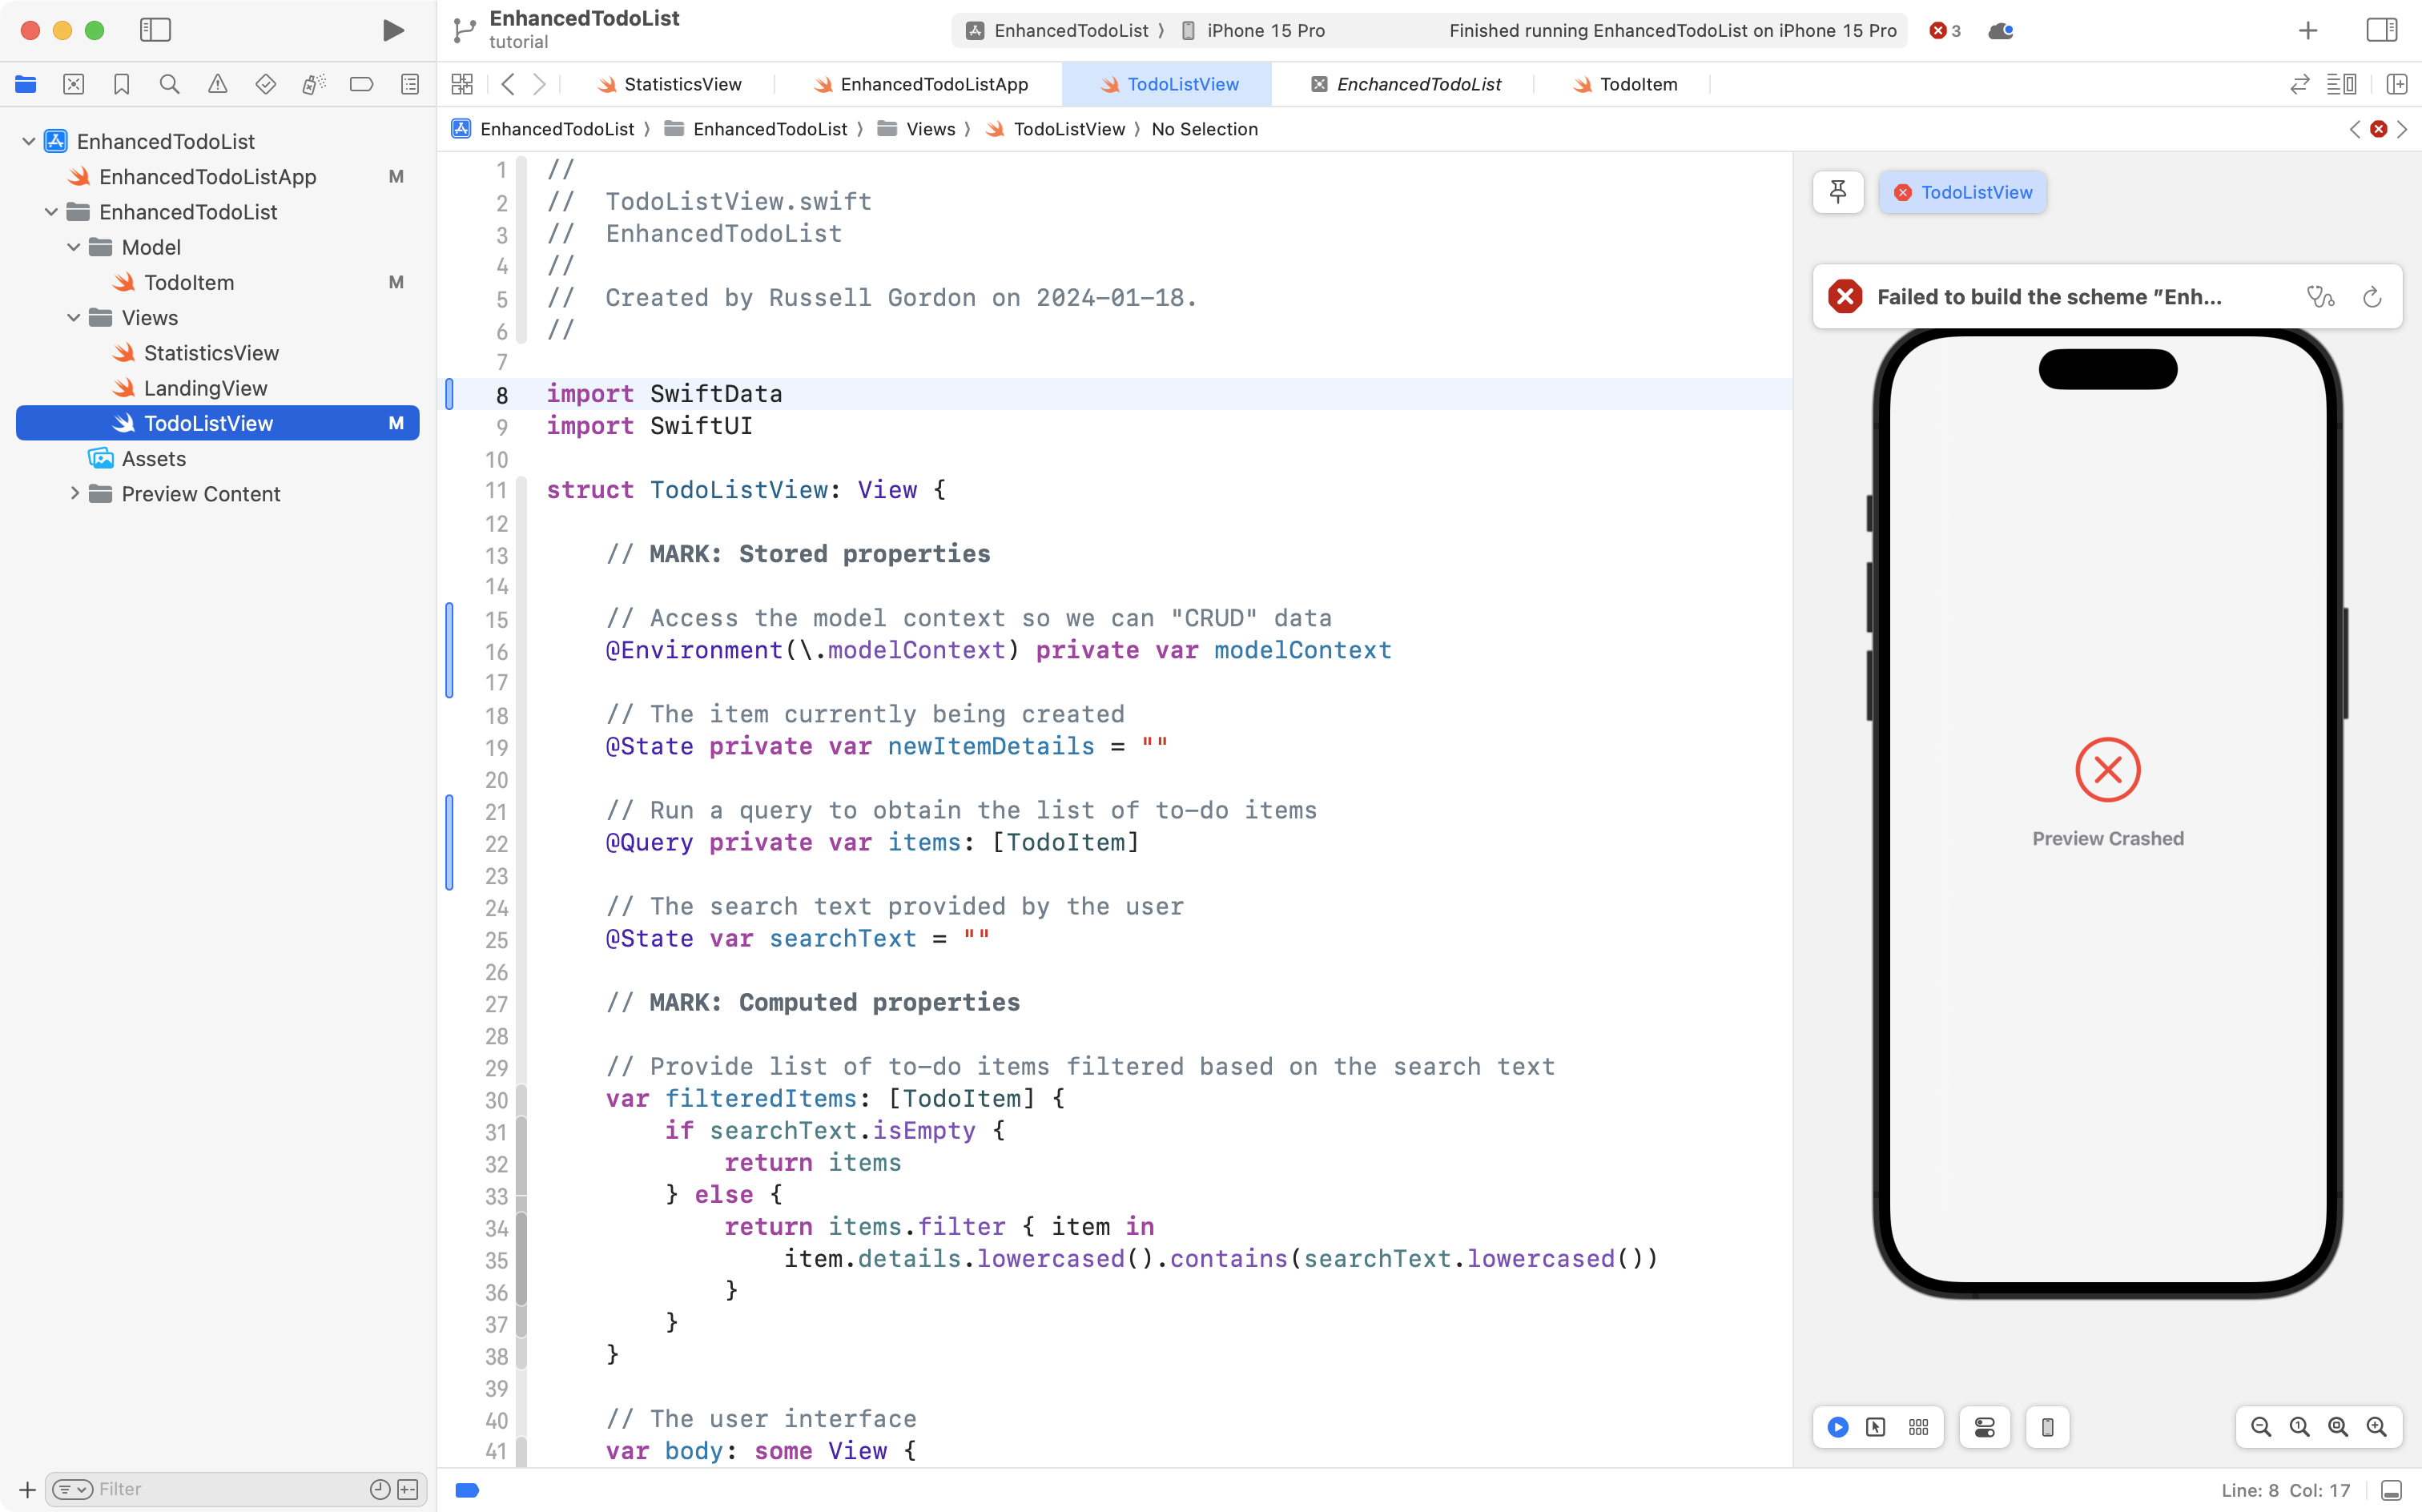 EnhancedTodoList
tutorial
EnhancedTodoList 〉 iPhone 15 Pro
Finished running EnhancedTodoList on iPhone 15 Pro
3
StatisticsView
EnhancedTodoListApp
TodoListView
EnchancedTodoList
TodoItem
EnhancedTodoList 〉 EnhancedTodoList 〉 Views 〉 TodoListView 〉 No Selection
EnhancedTodoList
EnhancedTodoListApp M
EnhancedTodoList
Model
TodoItem M
Views
StatisticsView
LandingView
TodoListView M
Assets
Preview Content
Filter
1 //
2 //  TodoListView.swift
3 //  EnhancedTodoList
4 //
5 //  Created by Russell Gordon on 2024-01-18.
6 //
7
8 import SwiftData
9 import SwiftUI
10
11 struct TodoListView: View {
12
13     // MARK: Stored properties
14
15     // Access the model context so we can "CRUD" data
16     @Environment(\.modelContext) private var modelContext
17
18     // The item currently being created
19     @State private var newItemDetails = ""
20
21     // Run a query to obtain the list of to-do items
22     @Query private var items: [TodoItem]
23
24     // The search text provided by the user
25     @State var searchText = ""
26
27     // MARK: Computed properties
28
29     // Provide list of to-do items filtered based on the search text
30     var filteredItems: [TodoItem] {
31         if searchText.isEmpty {
32             return items
33         } else {
34             return items.filter { item in
35                 item.details.lowercased().contains(searchText.lowercased())
36             }
37         }
38     }
39
40     // The user interface
41     var body: some View {
TodoListView
Failed to build the scheme "Enh...
Preview Crashed
Line: 8  Col: 17